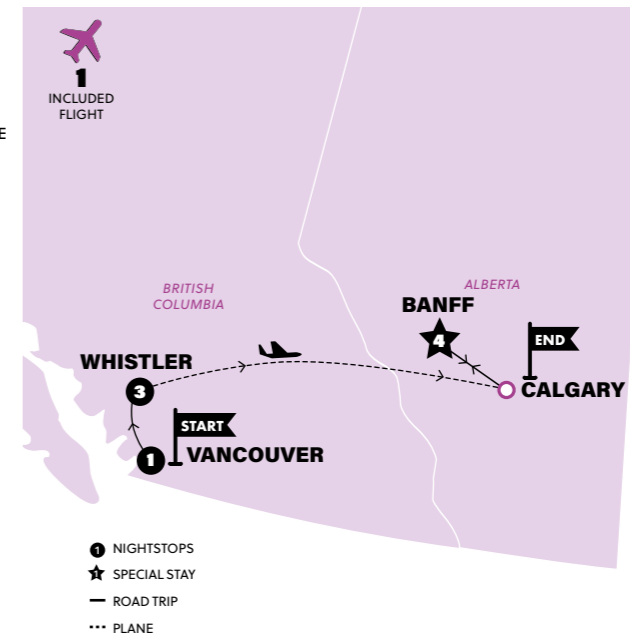 1
INCLUDED
FLIGHT
E
BRITISH
COLUMBIA
ALBERTA
BANFF
4
END
WHISTLER
3
CALGARY
START
1
VANCOUVER
1 NIGHTSTOPS
1 SPECIAL STAY
ROAD TRIP
PLANE